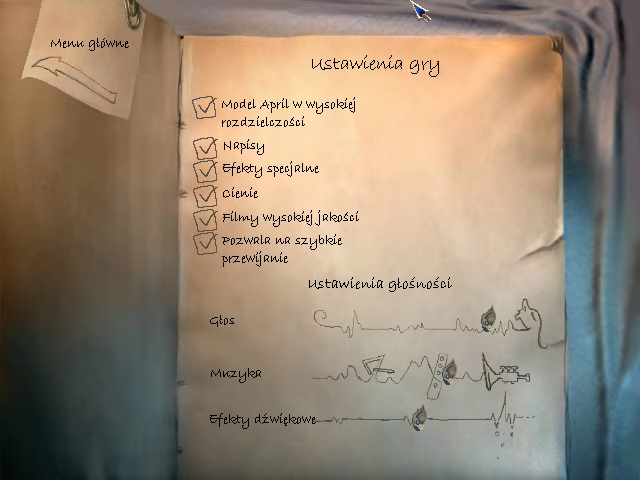 Menu główne
Ustawienia gry
Model April w wysokiej
rozdzielczości
Napisy
Efekty specjalne
Cienie
Filmy wysokiej jakości
Pozwala na szybkie
przewijanie
Ustawienia głośności
Głos
Muzyka
Efekty dźwiękowe